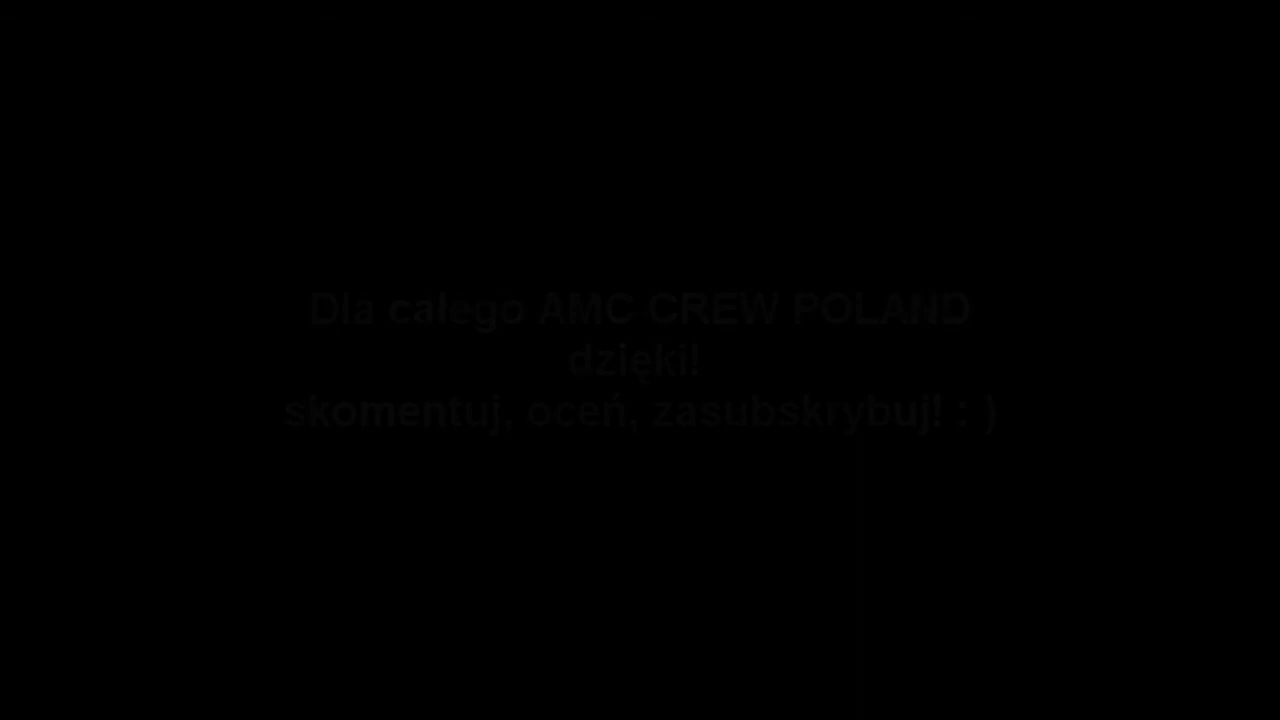 Dla całego AMC CREW POLAND
dzięki!
skomentuj, oceń, zasubskrybuj! : )